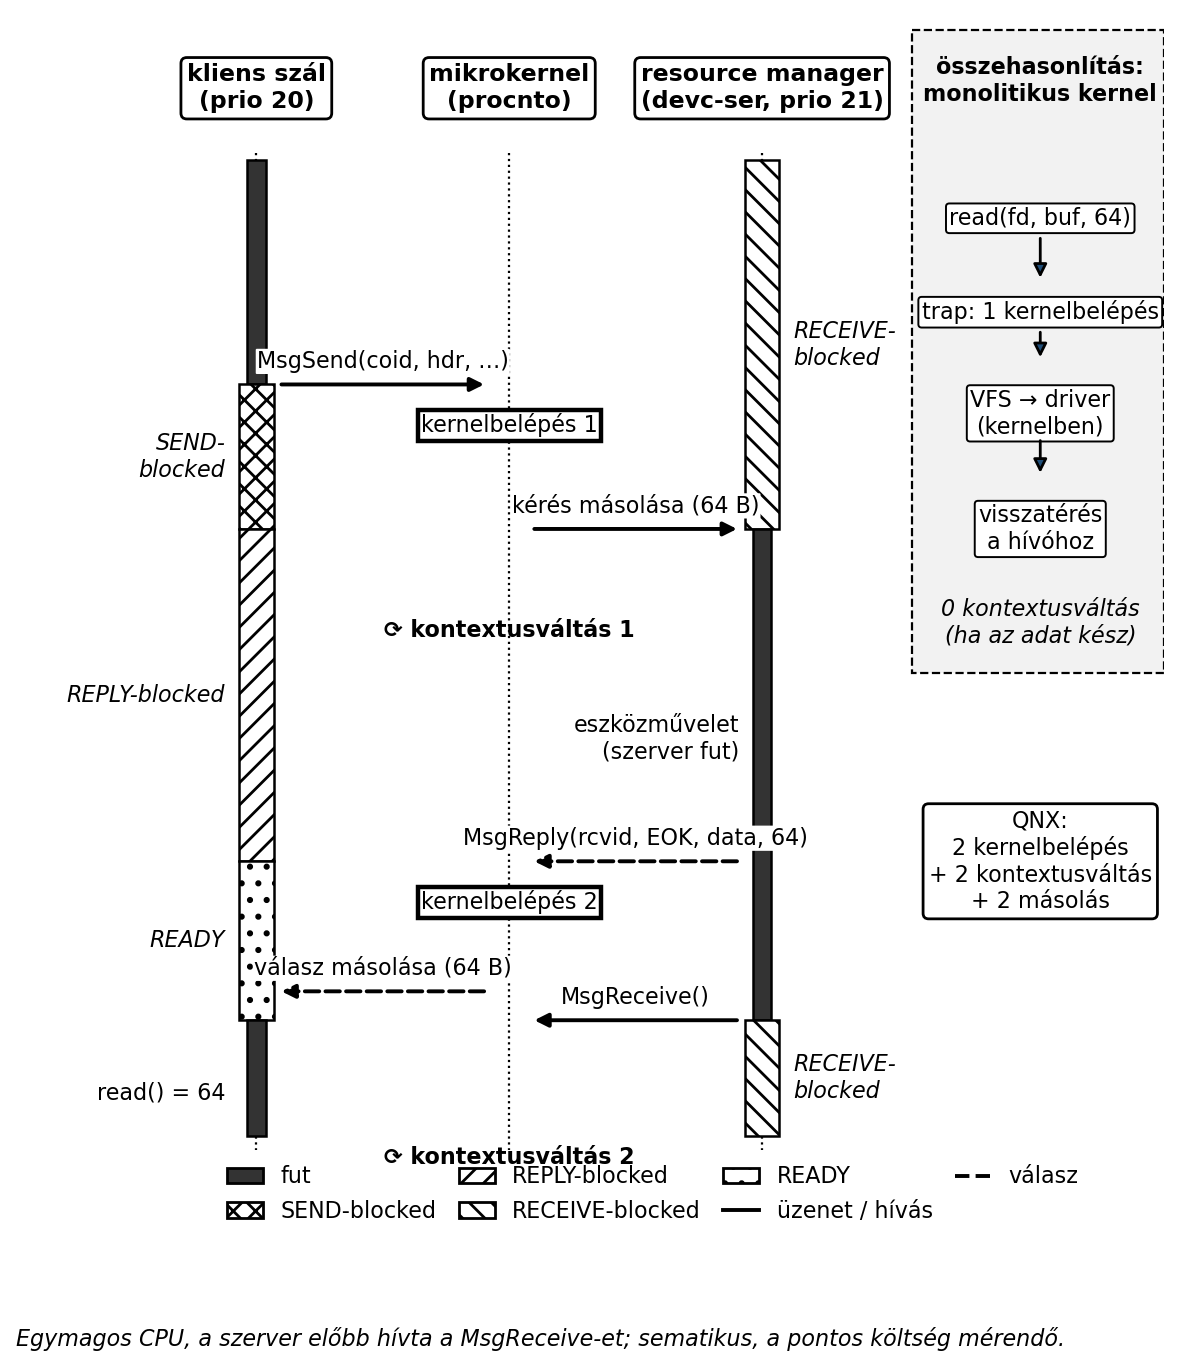 kliens szál
(prio 20)
mikrokernel
(procnto)
resource manager
(devc-ser, prio 21)
összehasonlítás:
monolitikus kernel
read(fd, buf, 64)
trap: 1 kernelbelépés
VFS → driver
(kernelben)
visszatérés
a hívóhoz
0 kontextusváltás
(ha az adat kész)
RECEIVE-
blocked
MsgSend(coid, hdr, ...)
kernelbelépés 1
SEND-
blocked
kérés másolása (64 B)
⟳ kontextusváltás 1
REPLY-blocked
eszközművelet
(szerver fut)
MsgReply(rcvid, EOK, data, 64)
kernelbelépés 2
QNX:
2 kernelbelépés
+ 2 kontextusváltás
+ 2 másolás
READY
válasz másolása (64 B)
MsgReceive()
RECEIVE-
blocked
read() = 64
⟳ kontextusváltás 2
fut
SEND-blocked
REPLY-blocked
RECEIVE-blocked
READY
üzenet / hívás
válasz
Egymagos CPU, a szerver előbb hívta a MsgReceive-et; sematikus, a pontos költség mérendő.